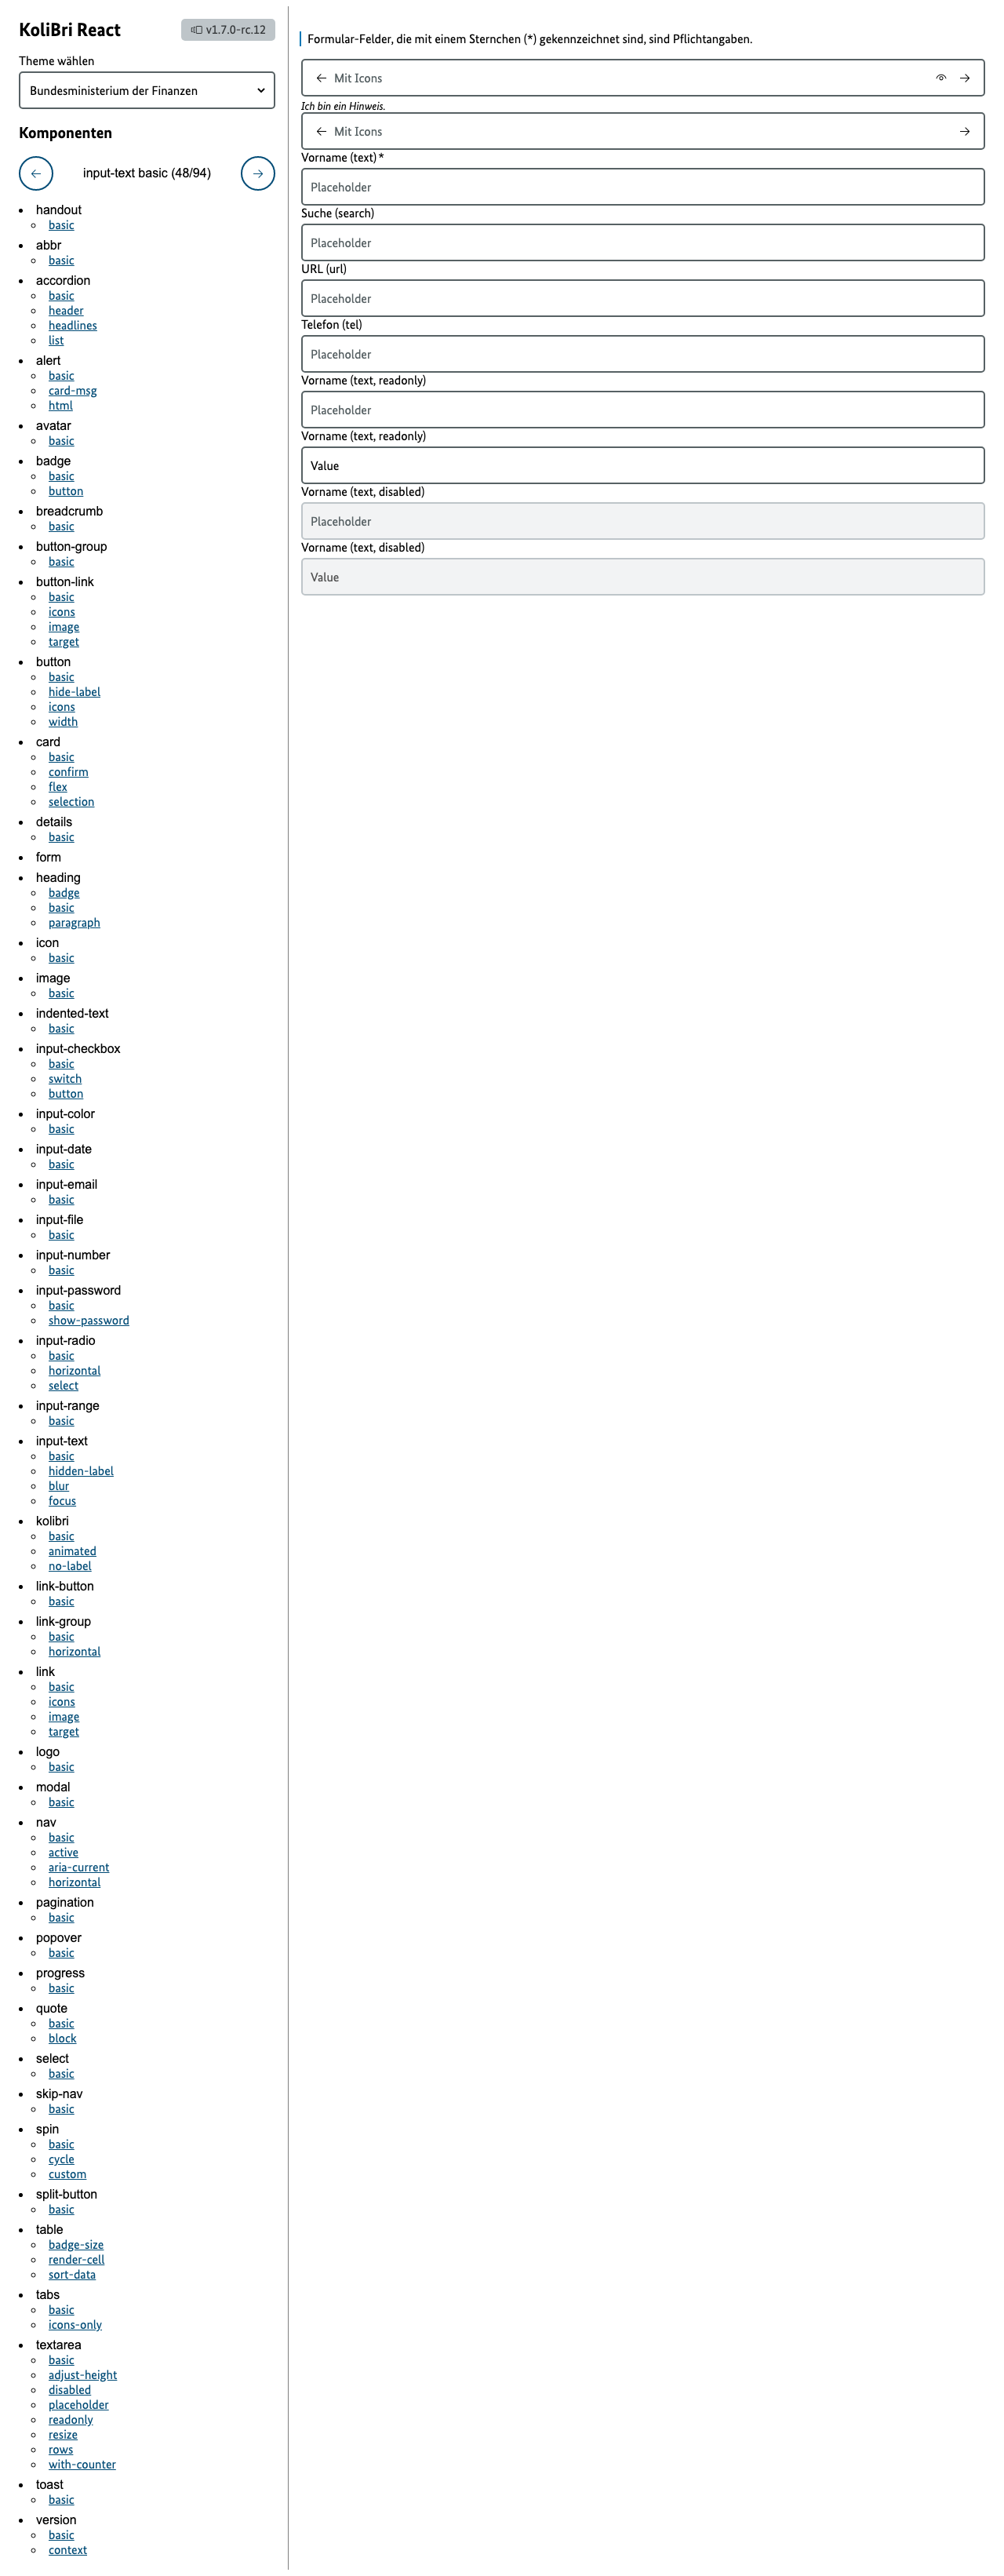 KoliBri React
v1.7.0-rc.12
Theme wählen
Bundesministerium der Finanzen
Komponenten
input-text basic (48/94)
handout
basic
abbr
basic
accordion
basic
header
headlines
list
alert
basic
card-msg
html
avatar
basic
badge
basic
button
breadcrumb
basic
button-group
basic
button-link
basic
icons
image
target
button
basic
hide-label
icons
width
card
basic
confirm
flex
selection
details
basic
form
heading
badge
basic
paragraph
icon
basic
image
basic
indented-text
basic
input-checkbox
basic
switch
button
input-color
basic
input-date
basic
input-email
basic
input-file
basic
input-number
basic
input-password
basic
show-password
input-radio
basic
horizontal
select
input-range
basic
input-text
basic
hidden-label
blur
focus
kolibri
basic
animated
no-label
link-button
basic
link-group
basic
horizontal
link
basic
icons
image
target
logo
basic
modal
basic
nav
basic
active
aria-current
horizontal
pagination
basic
popover
basic
progress
basic
quote
basic
block
select
basic
skip-nav
basic
spin
basic
cycle
custom
split-button
basic
table
badge-size
render-cell
sort-data
tabs
basic
icons-only
textarea
basic
adjust-height
disabled
placeholder
readonly
resize
rows
with-counter
toast
basic
version
basic
context
Formular-Felder, die mit einem Sternchen (*) gekennzeichnet sind, sind Pflichtangaben.
Mit Icons
Ich bin ein Hinweis.
Mit Icons
Vorname (text) *
Placeholder
Suche (search)
Placeholder
URL (url)
Placeholder
Telefon (tel)
Placeholder
Vorname (text, readonly)
Placeholder
Vorname (text, readonly)
Value
Vorname (text, disabled)
Placeholder
Vorname (text, disabled)
Value